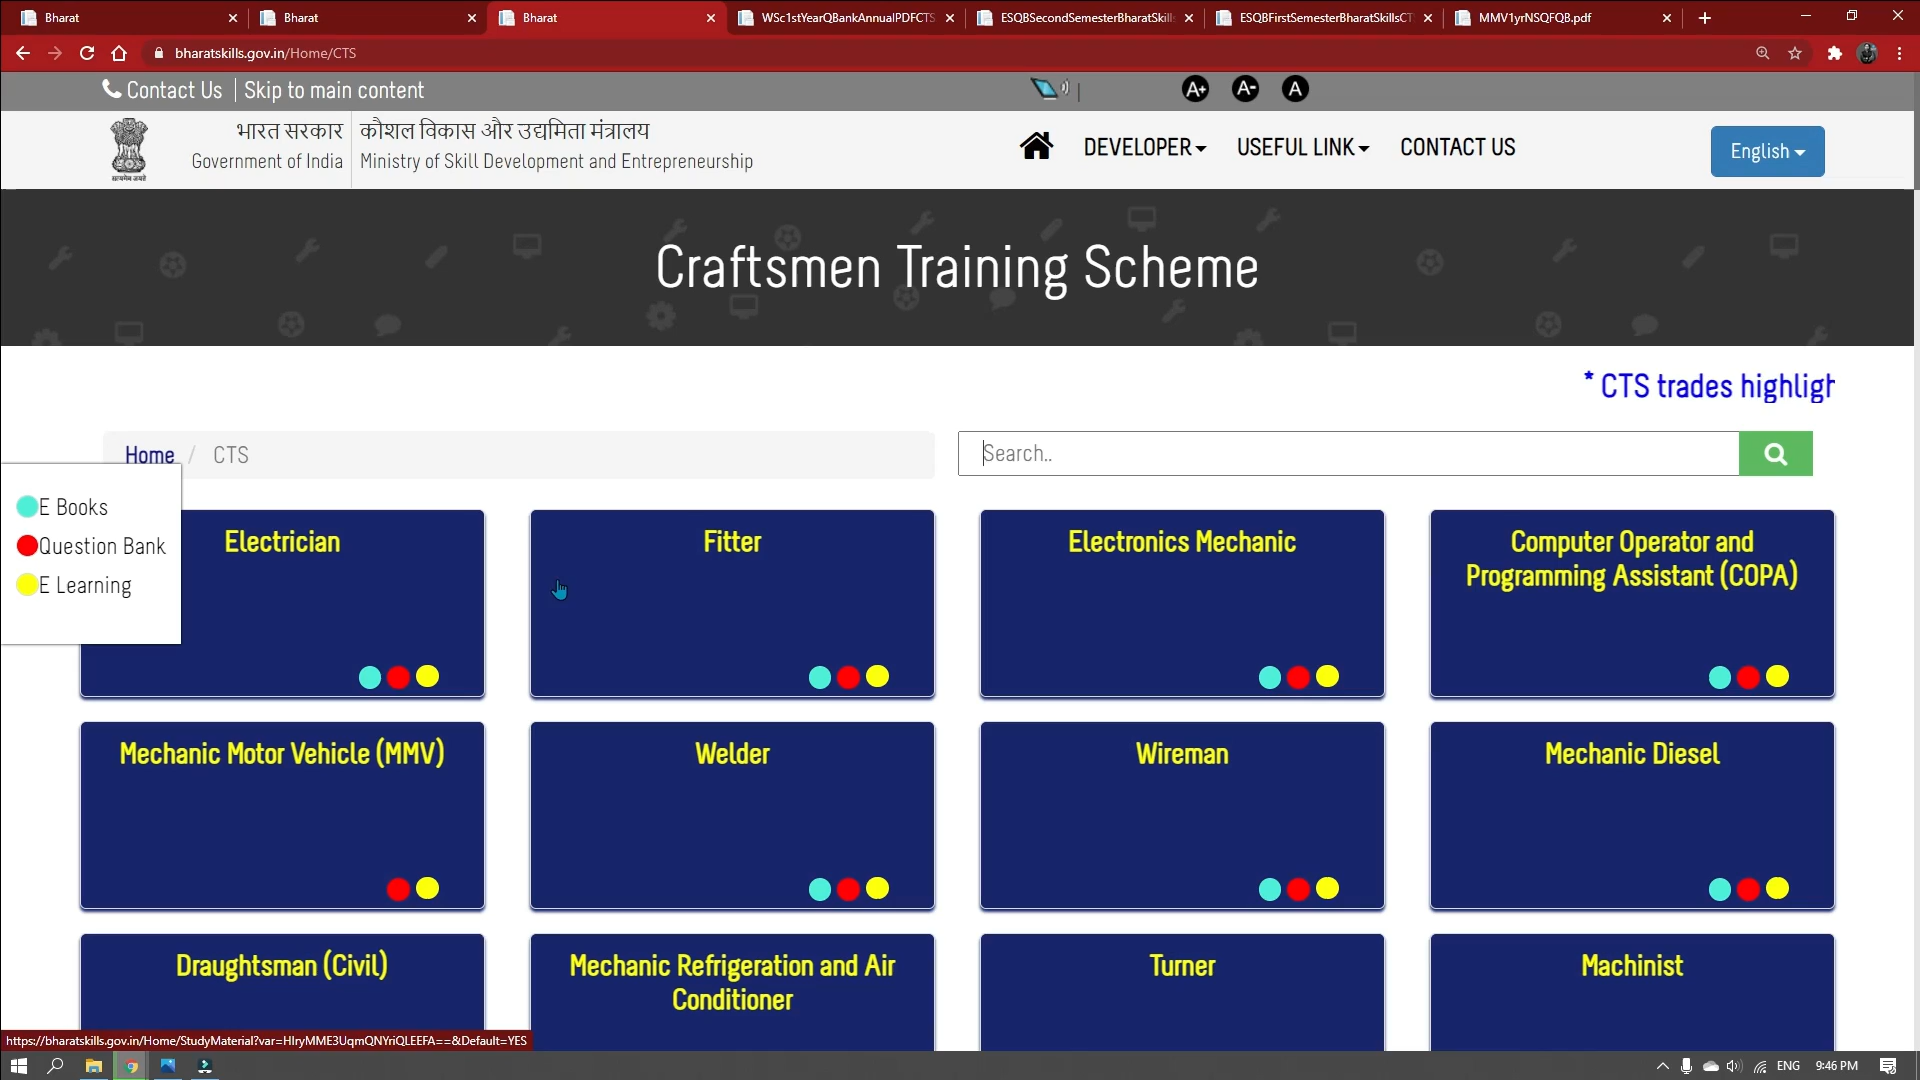 Bharat
Bharat
Bharat
WSc1stYearQBankAnnualPDFCTS
ESQBSecondSemesterBharatSkill
ESQBFirstSemesterBharatSkillsCT
MMV1yrNSQFQB.pdf
bharatskills.gov.in/Home/CTS
Contact Us | Skip to main content
A+ A- A
भारत सरकार
Government of India
कौशल विकास और उद्यमिता मंत्रालय
Ministry of Skill Development and Entrepreneurship
सत्यमेव जयते
DEVELOPER
USEFUL LINK
CONTACT US
English
Craftsmen Training Scheme
* CTS trades highligh
Home / CTS
Search..
E Books
Question Bank
E Learning
Electrician
Fitter
Electronics Mechanic
Computer Operator and
Programming Assistant (COPA)
Mechanic Motor Vehicle (MMV)
Welder
Wireman
Mechanic Diesel
Draughtsman (Civil)
Mechanic Refrigeration and Air
Conditioner
Turner
Machinist
https://bharatskills.gov.in/Home/StudyMaterial?var=HIryMME3UqmQNYriQLEEFA==&Default=YES
ENG
9:46 PM